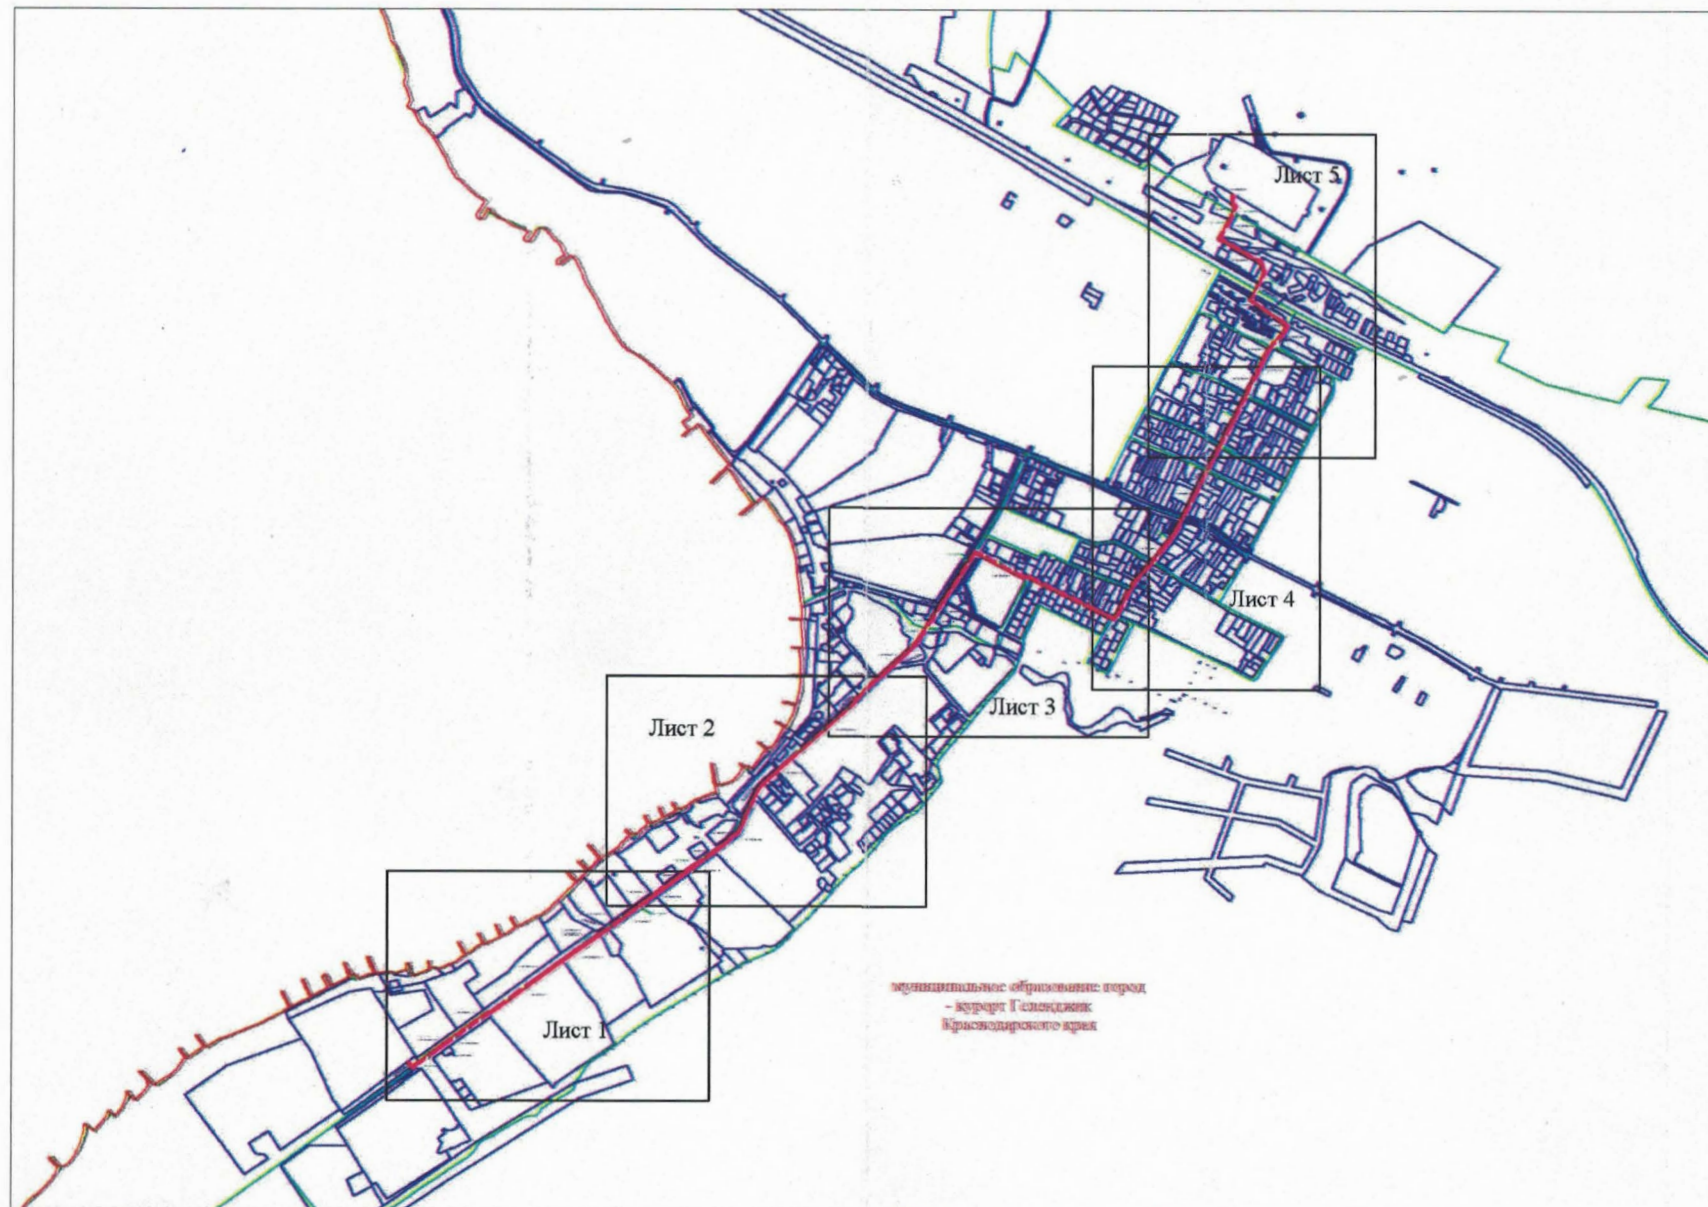 Лист 5
Лист 4
Лист 3
Лист 2
муниципальное образование город
- курорт Геленджик
Краснодарского края
Лист 1